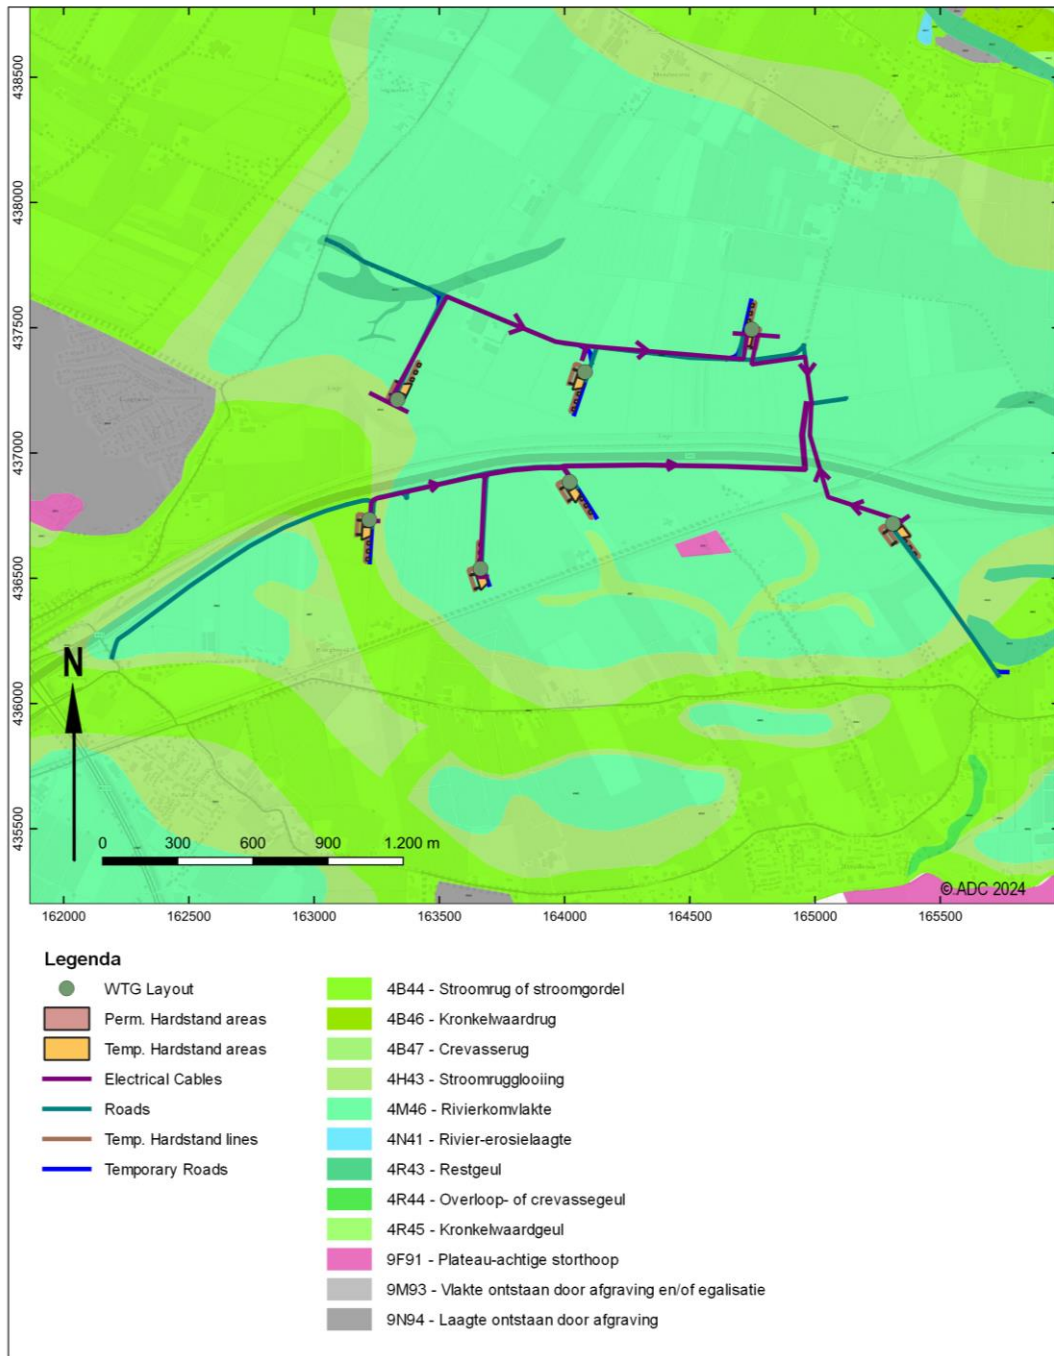 438500
438000
437500
437000
436500
436000
435500
N
0 300 600 900 1.200 m
© ADC 2024
162000 162500 163000 163500 164000 164500 165000 165500
Legenda
WTG Layout
Perm. Hardstand areas
Temp. Hardstand areas
Electrical Cables
Roads
Temp. Hardstand lines
Temporary Roads
4B44 - Stroomrug of stroomgordel
4B46 - Kronkelwaardrug
4B47 - Crevasserug
4H43 - Stroomrugglooiing
4M46 - Rivierkomvlakte
4N41 - Rivier-erosielaagte
4R43 - Restgeul
4R44 - Overloop- of crevassegeul
4R45 - Kronkelwaardgeul
9F91 - Plateau-achtige storthoop
9M93 - Vlakte ontstaan door afgraving en/of egalisatie
9N94 - Laagte ontstaan door afgraving